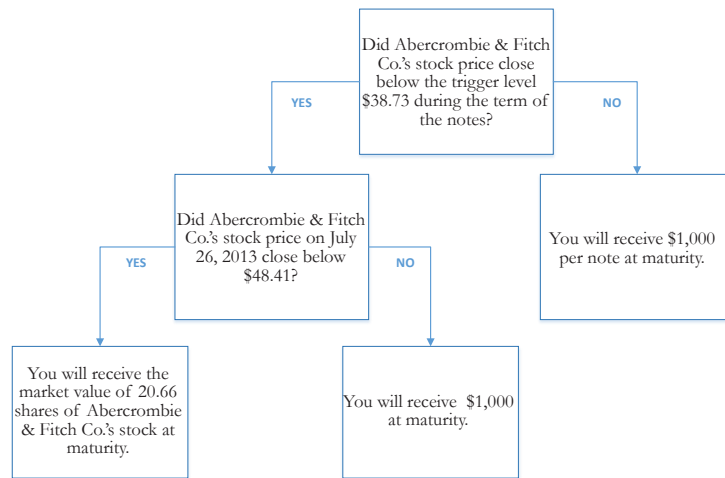 Did Abercrombie & Fitch
Co.'s stock price close
below the trigger level
$38.73 during the term of
the notes?
YES
NO
Did Abercrombie & Fitch
Co.'s stock price on July
26, 2013 close below
$48.41?
You will receive $1,000
per note at maturity.
YES
NO
You will receive the
market value of 20.66
shares of Abercrombie
& Fitch Co.'s stock at
maturity.
You will receive $1,000
at maturity.